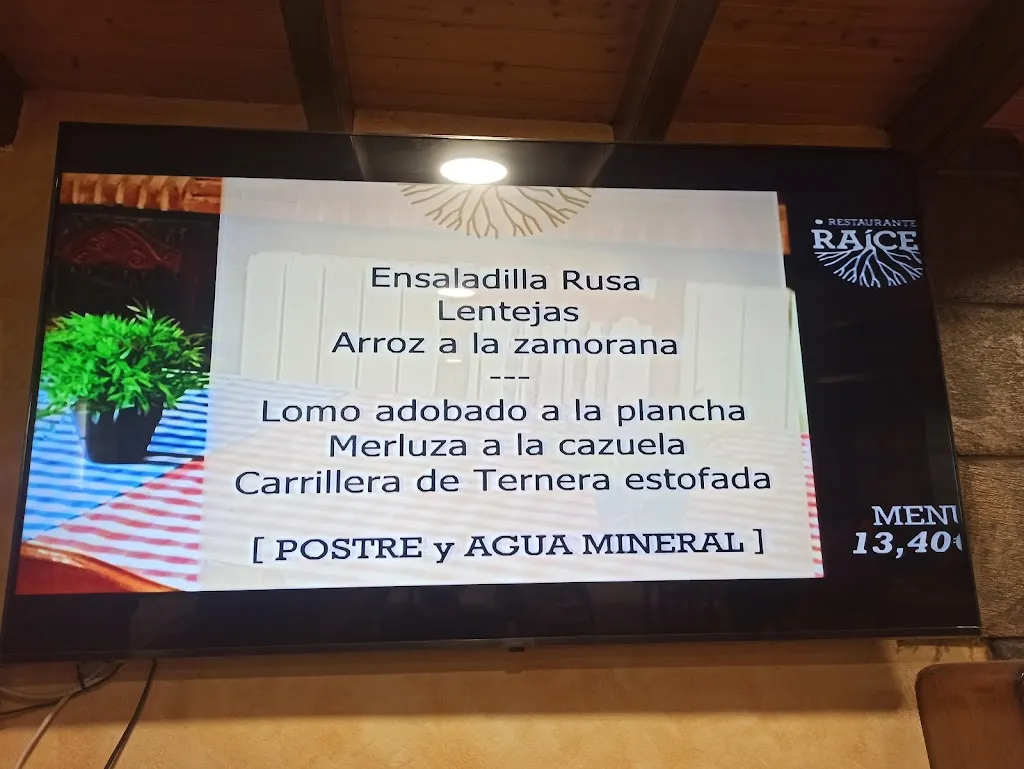 Ensaladilla Rusa
Lentejas
Arroz a la zamorana
---
Lomo adobado a la plancha
Merluza a la cazuela
Carrillera de Ternera estofada
[ POSTRE y AGUA MINERAL ]
RESTAURANTE
RAÍCE
MENU
13,40€